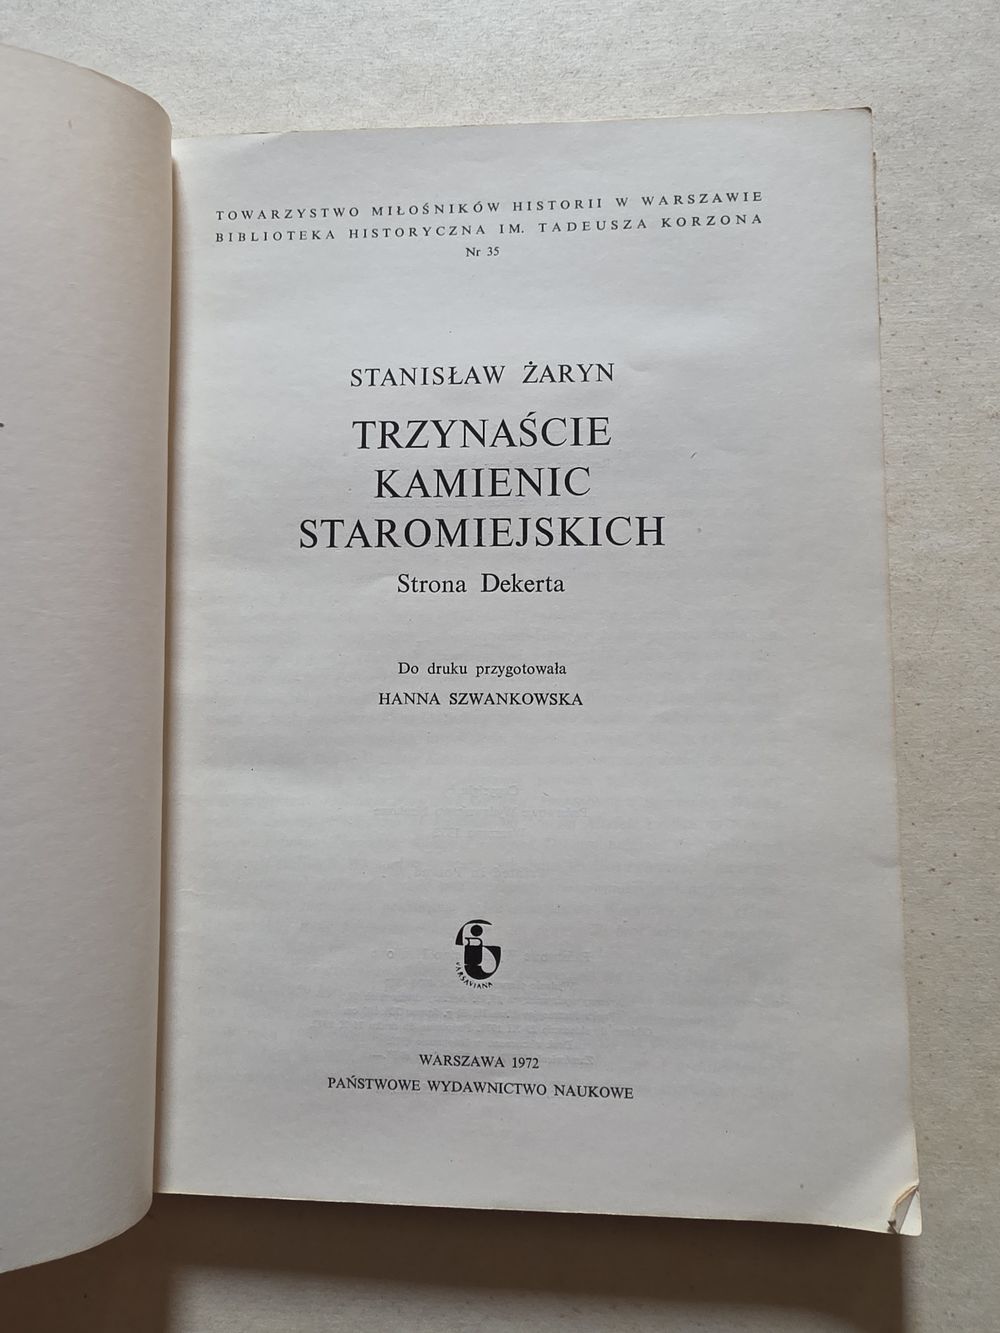 TOWARZYSTWO MIŁOŚNIKÓW HISTORII W WARSZAWIE
BIBLIOTEKA HISTORYCZNA IM. TADEUSZA KORZONA
Nr 35
STANISŁAW ŻARYN
TRZYNAŚCIE
KAMIENIC
STAROMIEJSKICH
Strona Dekerta
Do druku przygotowała
HANNA SZWANKOWSKA
VARSAVIANA
WARSZAWA 1972
PAŃSTWOWE WYDAWNICTWO NAUKOWE